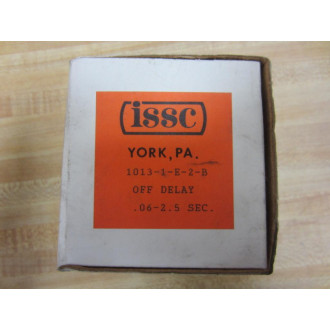 issc
YORK, PA.
1013-1-E-2-B
OFF DELAY
.06-2.5 SEC.